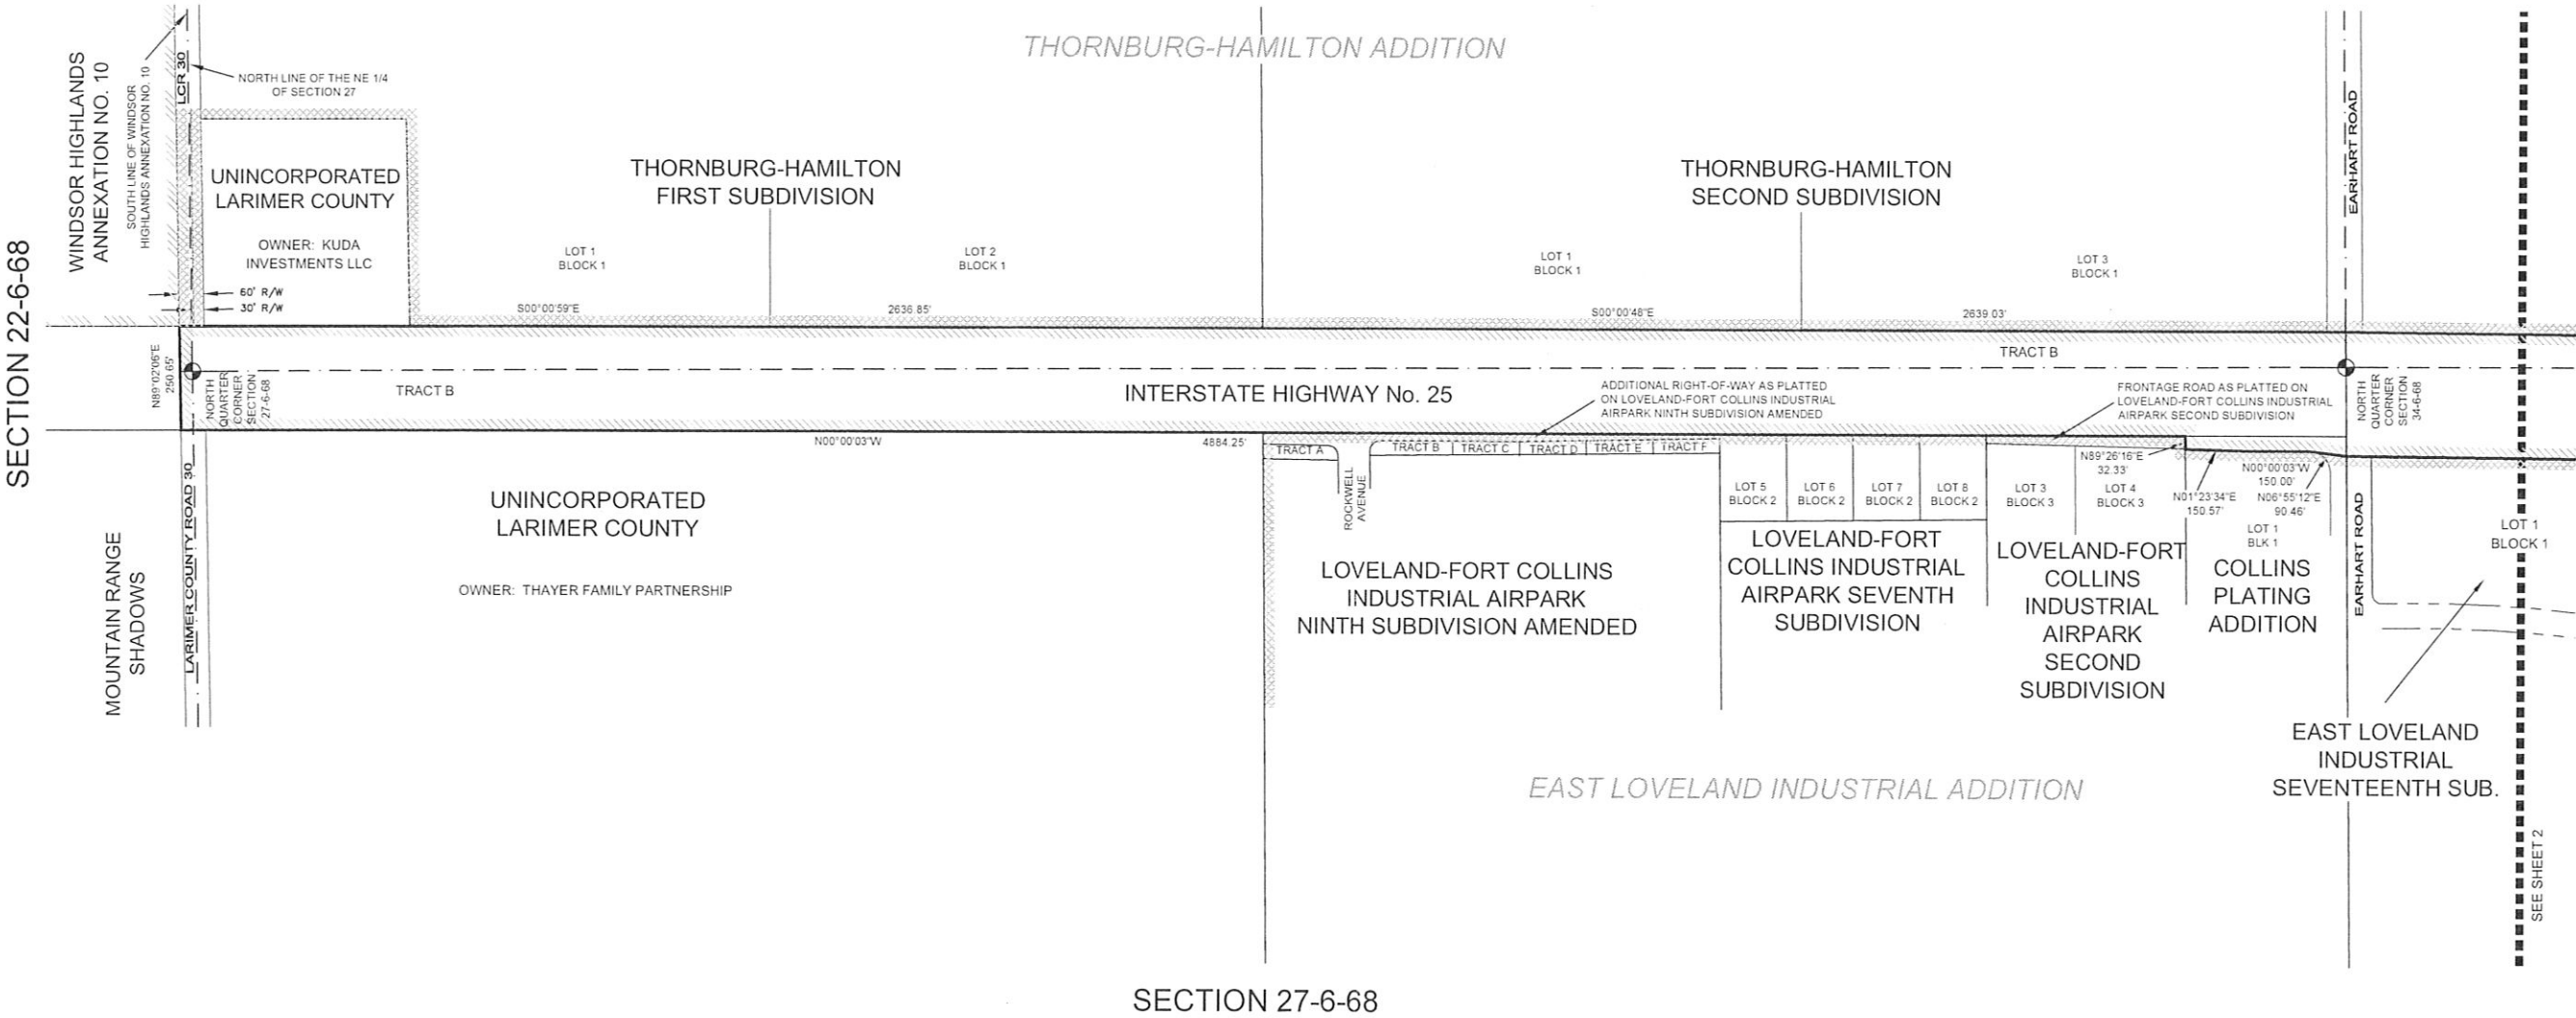 THORNBURG-HAMILTON ADDITION
WINDSOR HIGHLANDS
ANNEXATION NO. 10
SOUTH LINE OF WINDSOR
HIGHLANDS ANNEXATION NO. 10
LCR 30
NORTH LINE OF THE NE 1/4
OF SECTION 27
UNINCORPORATED
LARIMER COUNTY
OWNER: KUDA
INVESTMENTS LLC
60' R/W
30' R/W
THORNBURG-HAMILTON
FIRST SUBDIVISION
LOT 1
BLOCK 1
LOT 2
BLOCK 1
S00°00'59"E
2636.85'
THORNBURG-HAMILTON
SECOND SUBDIVISION
LOT 1
BLOCK 1
LOT 3
BLOCK 1
S00°00'48"E
2639.03'
EARHART ROAD
SECTION 22-6-68
N89°02'06"E
250.65'
NORTH
QUARTER
CORNER
SECTION
27-6-68
TRACT B
INTERSTATE HIGHWAY No. 25
TRACT B
ADDITIONAL RIGHT-OF-WAY AS PLATTED
ON LOVELAND-FORT COLLINS INDUSTRIAL
AIRPARK NINTH SUBDIVISION AMENDED
FRONTAGE ROAD AS PLATTED ON
LOVELAND-FORT COLLINS INDUSTRIAL
AIRPARK SECOND SUBDIVISION
NORTH
QUARTER
CORNER
SECTION
34-6-68
N00°00'03"W
4884.25'
TRACT A
ROCKWELL
AVENUE
TRACT B
TRACT C
TRACT D
TRACT E
TRACT F
LOT 5
BLOCK 2
LOT 6
BLOCK 2
LOT 7
BLOCK 2
LOT 8
BLOCK 2
LOT 3
BLOCK 3
LOT 4
BLOCK 3
N89°26'16"E
32.33'
N01°23'34"E
150.57'
N00°00'03"W
150.00'
N06°55'12"E
90.46'
LOT 1
BLK 1
LOT 1
BLOCK 1
MOUNTAIN RANGE
SHADOWS
LARIMER COUNTY ROAD 30
UNINCORPORATED
LARIMER COUNTY
OWNER: THAYER FAMILY PARTNERSHIP
LOVELAND-FORT COLLINS
INDUSTRIAL AIRPARK
NINTH SUBDIVISION AMENDED
LOVELAND-FORT
COLLINS INDUSTRIAL
AIRPARK SEVENTH
SUBDIVISION
LOVELAND-FORT
COLLINS
INDUSTRIAL
AIRPARK
SECOND
SUBDIVISION
COLLINS
PLATING
ADDITION
EARHART ROAD
EAST LOVELAND
INDUSTRIAL
SEVENTEENTH SUB.
EAST LOVELAND INDUSTRIAL ADDITION
SEE SHEET 2
SECTION 27-6-68